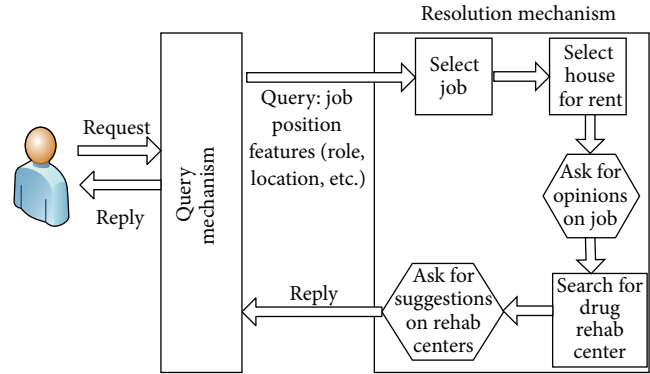 Resolution mechanism
Request
Reply
Query
mechanism
Query: job
position
features (role,
location, etc.)
Select
job
Select
house
for rent
Ask for
opinions
on job
Search for
drug
rehab
center
Ask for
suggestions
on rehab
centers
Reply